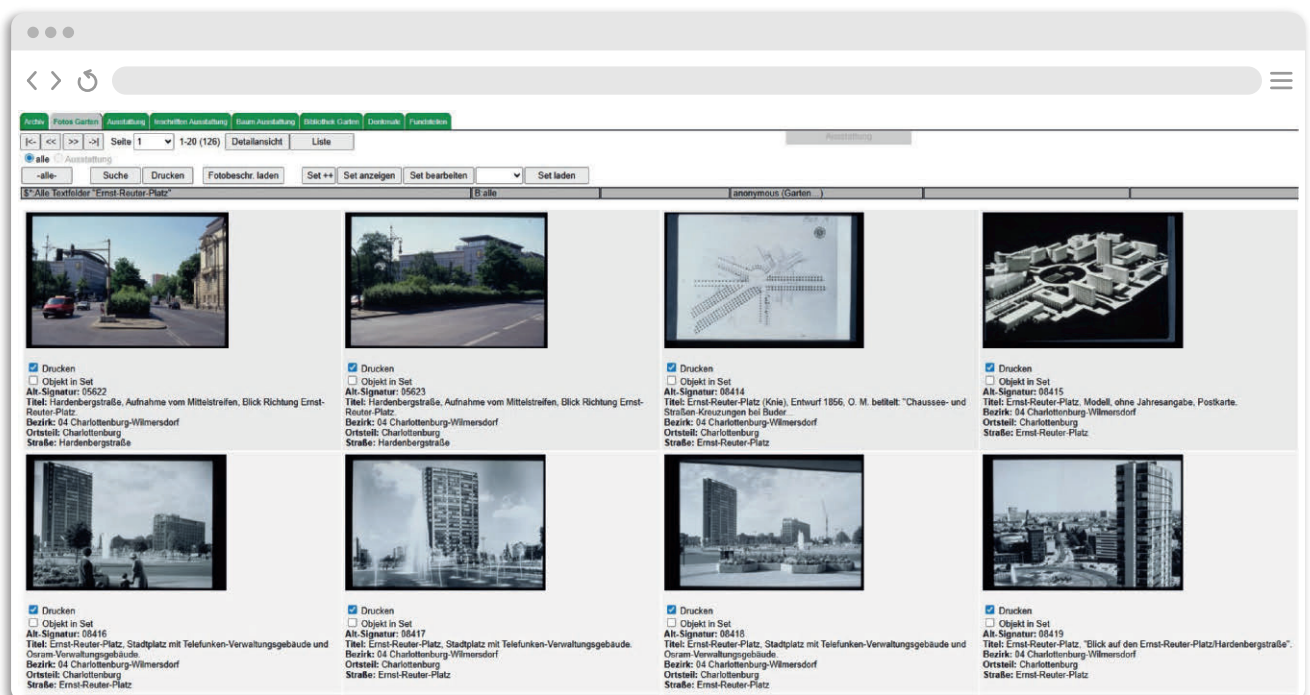 Archiv Fotos Garten Ausstattung Inschriften Ausstattung Baum Ausstattung Bibliothek Garten Denkmale Fundstellen
|<- << >> ->| Seite 1 1-20 (126) Detailansicht Liste
Ausstattung
alle Ausstattung
-alle- Suche Drucken Fotobeschr. laden Set ++ Set anzeigen Set bearbeiten Set laden
$*:Alle Textfelder "Ernst-Reuter-Platz" B:alle anonymous (Garten...)
Drucken
Objekt in Set
Alt-Signatur: 05622
Titel: Hardenbergstraße, Aufnahme vom Mittelstreifen, Blick Richtung Ernst-
Reuter-Platz.
Bezirk: 04 Charlottenburg-Wilmersdorf
Ortsteil: Charlottenburg
Straße: Hardenbergstraße
Drucken
Objekt in Set
Alt-Signatur: 05623
Titel: Hardenbergstraße, Aufnahme vom Mittelstreifen, Blick Richtung Ernst-
Reuter-Platz.
Bezirk: 04 Charlottenburg-Wilmersdorf
Ortsteil: Charlottenburg
Straße: Hardenbergstraße
Drucken
Objekt in Set
Alt-Signatur: 08414
Titel: Ernst-Reuter-Platz (Knie), Entwurf 1856, O. M. betitelt: "Chaussee- und
Straßen-Kreuzungen bei Buder...
Bezirk: 04 Charlottenburg-Wilmersdorf
Ortsteil: Charlottenburg
Straße: Ernst-Reuter-Platz
Drucken
Objekt in Set
Alt-Signatur: 08415
Titel: Ernst-Reuter-Platz, Modell, ohne Jahresangabe, Postkarte.
Bezirk: 04 Charlottenburg-Wilmersdorf
Ortsteil: Charlottenburg
Straße: Ernst-Reuter-Platz
Drucken
Objekt in Set
Alt-Signatur: 08416
Titel: Ernst-Reuter-Platz, Stadtplatz mit Telefunken-Verwaltungsgebäude und
Osram-Verwaltungsgebäude.
Bezirk: 04 Charlottenburg-Wilmersdorf
Ortsteil: Charlottenburg
Straße: Ernst-Reuter-Platz
Drucken
Objekt in Set
Alt-Signatur: 08417
Titel: Ernst-Reuter-Platz, Stadtplatz mit Telefunken-Verwaltungsgebäude.
Bezirk: 04 Charlottenburg-Wilmersdorf
Ortsteil: Charlottenburg
Straße: Ernst-Reuter-Platz
Drucken
Objekt in Set
Alt-Signatur: 08418
Titel: Ernst-Reuter-Platz, Stadtplatz mit Telefunken-Verwaltungsgebäude und
Osram-Verwaltungsgebäude.
Bezirk: 04 Charlottenburg-Wilmersdorf
Ortsteil: Charlottenburg
Straße: Ernst-Reuter-Platz
Drucken
Objekt in Set
Alt-Signatur: 08419
Titel: Ernst-Reuter-Platz, "Blick auf den Ernst-Reuter-Platz/Hardenbergstraße".
Bezirk: 04 Charlottenburg-Wilmersdorf
Ortsteil: Charlottenburg
Straße: Ernst-Reuter-Platz